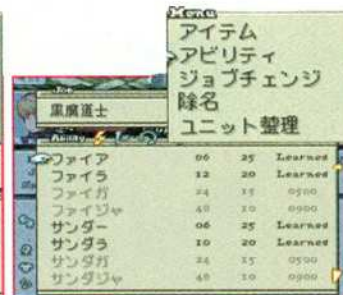 Menu
アイテム
アビリティ
ジョブチェンジ
除名
ユニット整理
Job
黒魔道士
Ability
ファイア 06 25 Learned
ファイラ 12 20 Learned
ファイガ 24 15 0500
ファイジャ 48 10 0900
サンダー 06 25 Learned
サンダラ 10 20 Learned
サンダガ 24 15 0500
サンダジャ 48 10 0900